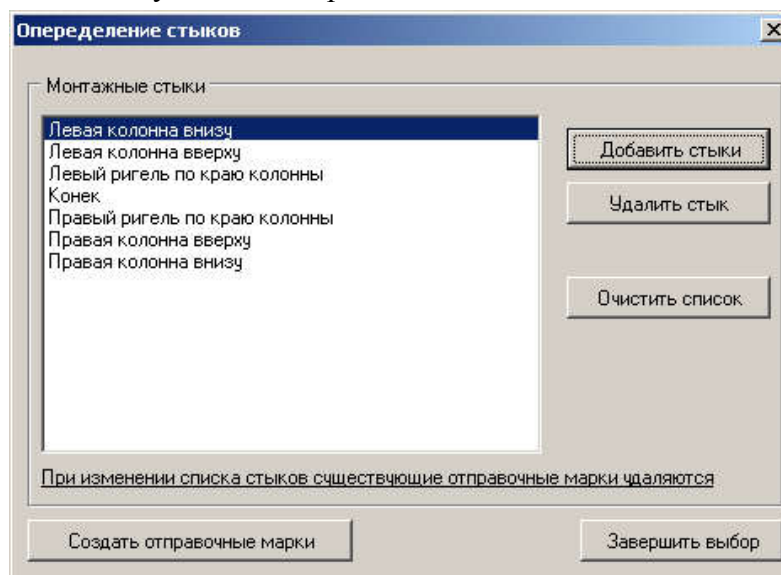 Опеределение стыков
Монтажные стыки
Левая колонна внизу
Левая колонна вверху
Левый ригель по краю колонны
Конек
Правый ригель по краю колонны
Правая колонна вверху
Правая колонна внизу
Добавить стыки
Удалить стык
Очистить список
При изменении списка стыков существующие отправочные марки удаляются
Создать отправочные марки
Завершить выбор